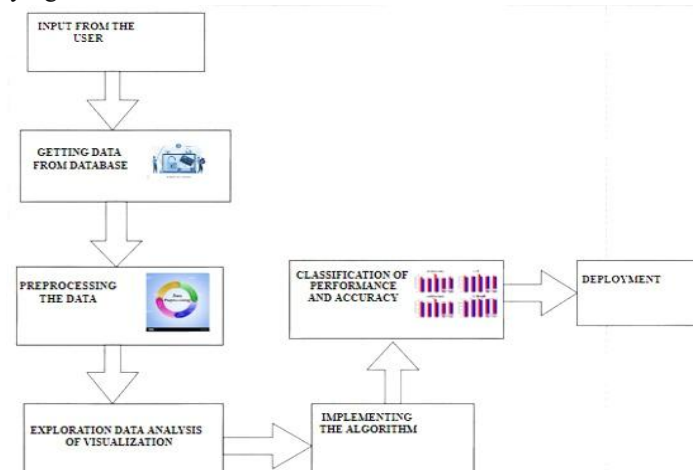 INPUT FROM THE
USER
GETTING DATA
FROM DATABASE
PREPROCESSING
THE DATA
Data
EXPLORATION DATA ANALYSIS
OF VISUALIZATION
IMPLEMENTING
THE ALGORITHM
CLASSIFICATION OF
PERFORMANCE
AND ACCURACY
DEPLOYMENT